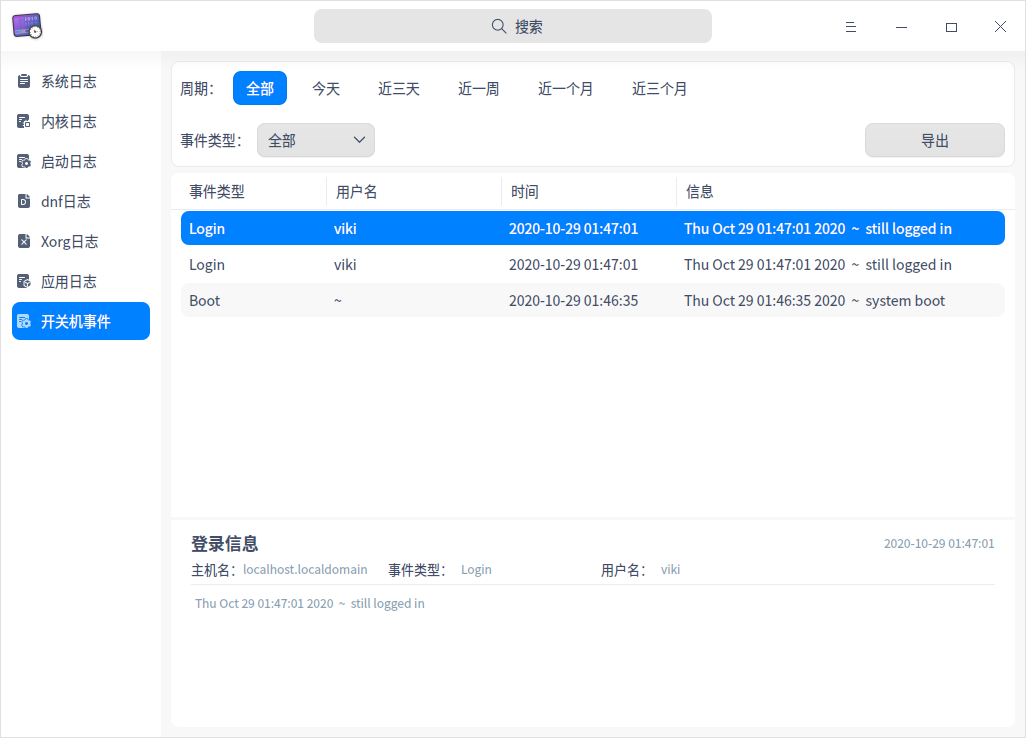 搜索
系统日志
内核日志
启动日志
dnf日志
Xorg日志
应用日志
开关机事件
周期： 全部 今天 近三天 近一周 近一个月 近三个月
事件类型： 全部 导出
事件类型 用户名 时间 信息
Login viki 2020-10-29 01:47:01 Thu Oct 29 01:47:01 2020 ~ still logged in
Login viki 2020-10-29 01:47:01 Thu Oct 29 01:47:01 2020 ~ still logged in
Boot ~ 2020-10-29 01:46:35 Thu Oct 29 01:46:35 2020 ~ system boot
登录信息 2020-10-29 01:47:01
主机名： localhost.localdomain 事件类型： Login 用户名： viki
Thu Oct 29 01:47:01 2020 ~ still logged in